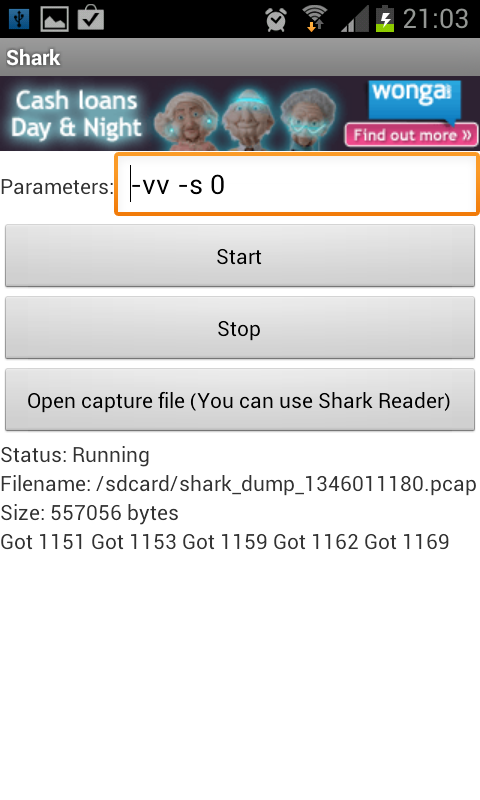 21:03
Shark
Cash loans
Day & Night
wonga
Find out more »
Parameters:
-vv -s 0
Start
Stop
Open capture file (You can use Shark Reader)
Status: Running
Filename: /sdcard/shark_dump_1346011180.pcap
Size: 557056 bytes
Got 1151 Got 1153 Got 1159 Got 1162 Got 1169